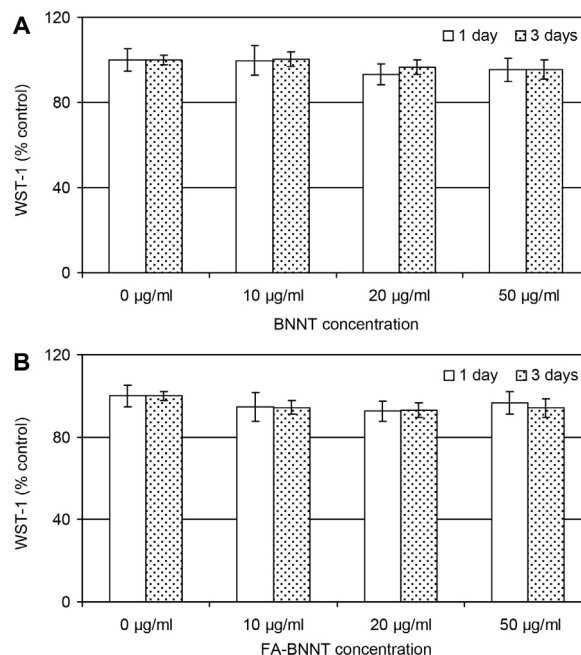 A
120
1 day
3 days
80
WST-1 (% control)
40
0
0 µg/ml
10 µg/ml
20 µg/ml
50 µg/ml
BNNT concentration
B
120
1 day
3 days
80
WST-1 (% control)
40
0
0 µg/ml
10 µg/ml
20 µg/ml
50 µg/ml
FA-BNNT concentration